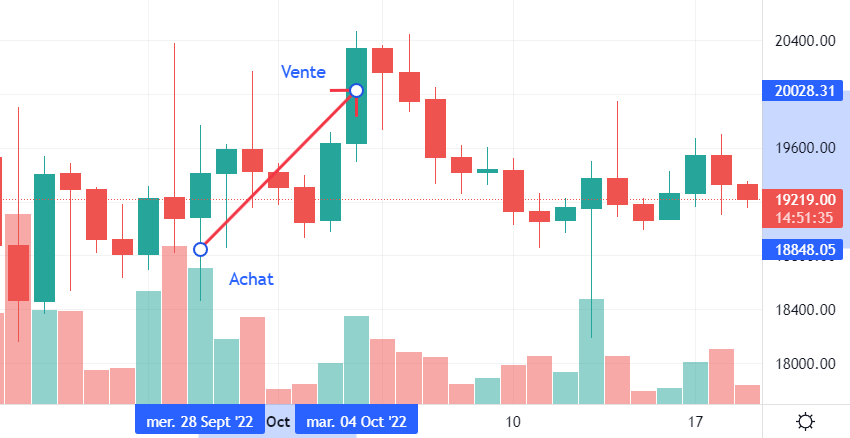 20400.00
Vente
20028.31
19600.00
19219.00
14:51:35
18848.05
Achat
18400.00
18000.00
mer. 28 Sept '22 Oct mar. 04 Oct '22 10 17